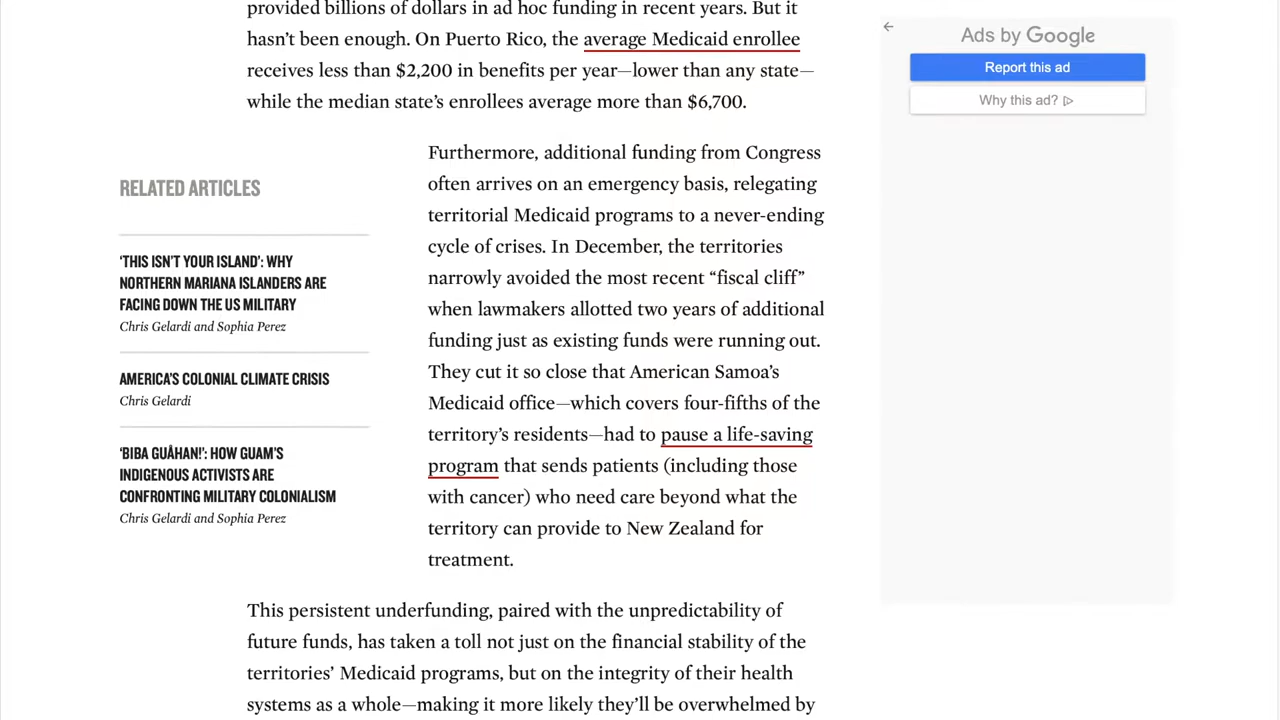 provided billions of dollars in ad hoc funding in recent years. But it
hasn’t been enough. On Puerto Rico, the average Medicaid enrollee
receives less than $2,200 in benefits per year—lower than any state—
while the median state’s enrollees average more than $6,700.
RELATED ARTICLES
‘THIS ISN’T YOUR ISLAND’: WHY
NORTHERN MARIANA ISLANDERS ARE
FACING DOWN THE US MILITARY
Chris Gelardi and Sophia Perez
AMERICA’S COLONIAL CLIMATE CRISIS
Chris Gelardi
‘BIBA GUÅHAN!’: HOW GUAM’S
INDIGENOUS ACTIVISTS ARE
CONFRONTING MILITARY COLONIALISM
Chris Gelardi and Sophia Perez
Furthermore, additional funding from Congress
often arrives on an emergency basis, relegating
territorial Medicaid programs to a never-ending
cycle of crises. In December, the territories
narrowly avoided the most recent “fiscal cliff”
when lawmakers allotted two years of additional
funding just as existing funds were running out.
They cut it so close that American Samoa’s
Medicaid office—which covers four-fifths of the
territory’s residents—had to pause a life-saving
program that sends patients (including those
with cancer) who need care beyond what the
territory can provide to New Zealand for
treatment.
This persistent underfunding, paired with the unpredictability of
future funds, has taken a toll not just on the financial stability of the
territories’ Medicaid programs, but on the integrity of their health
systems as a whole—making it more likely they’ll be overwhelmed by
Ads by Google
Report this ad
Why this ad?